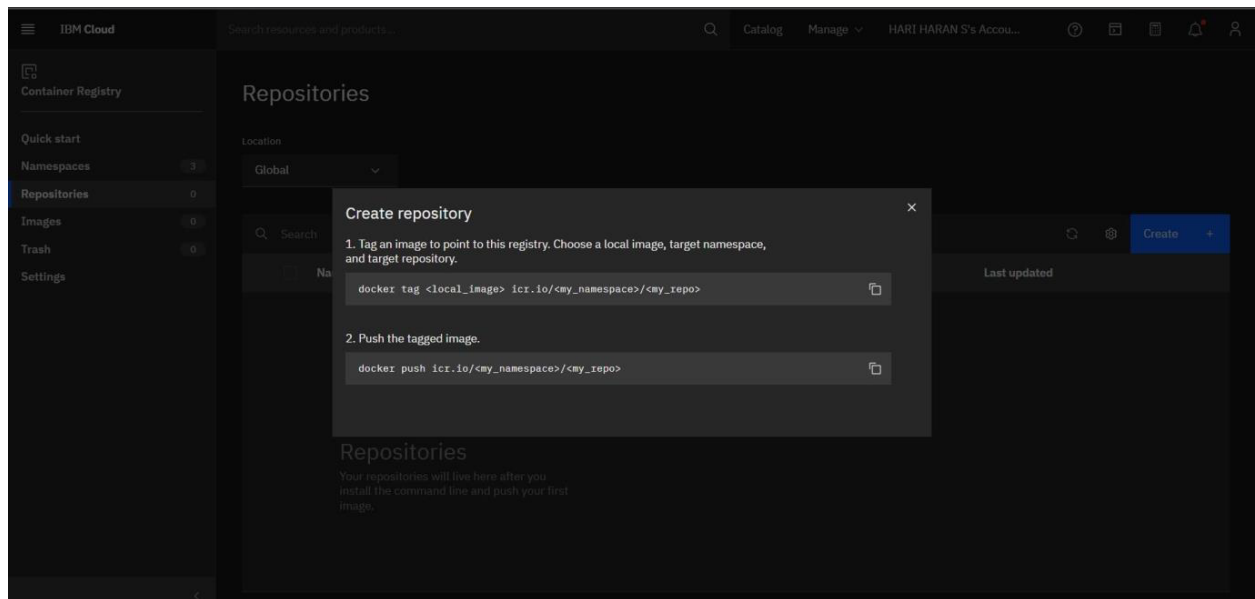 IBM Cloud
Search resources and products...
Catalog
Manage
HARI HARAN S's Accou...
Container Registry
Quick start
Namespaces 3
Repositories 0
Images 0
Trash 0
Settings
Repositories
Location
Global
Search
Create +
Na
Last updated
Create repository
1. Tag an image to point to this registry. Choose a local image, target namespace,
and target repository.
docker tag <local_image> icr.io/<my_namespace>/<my_repo>
2. Push the tagged image.
docker push icr.io/<my_namespace>/<my_repo>
Repositories
Your repositories will live here after you
install the command line and push your first
image.